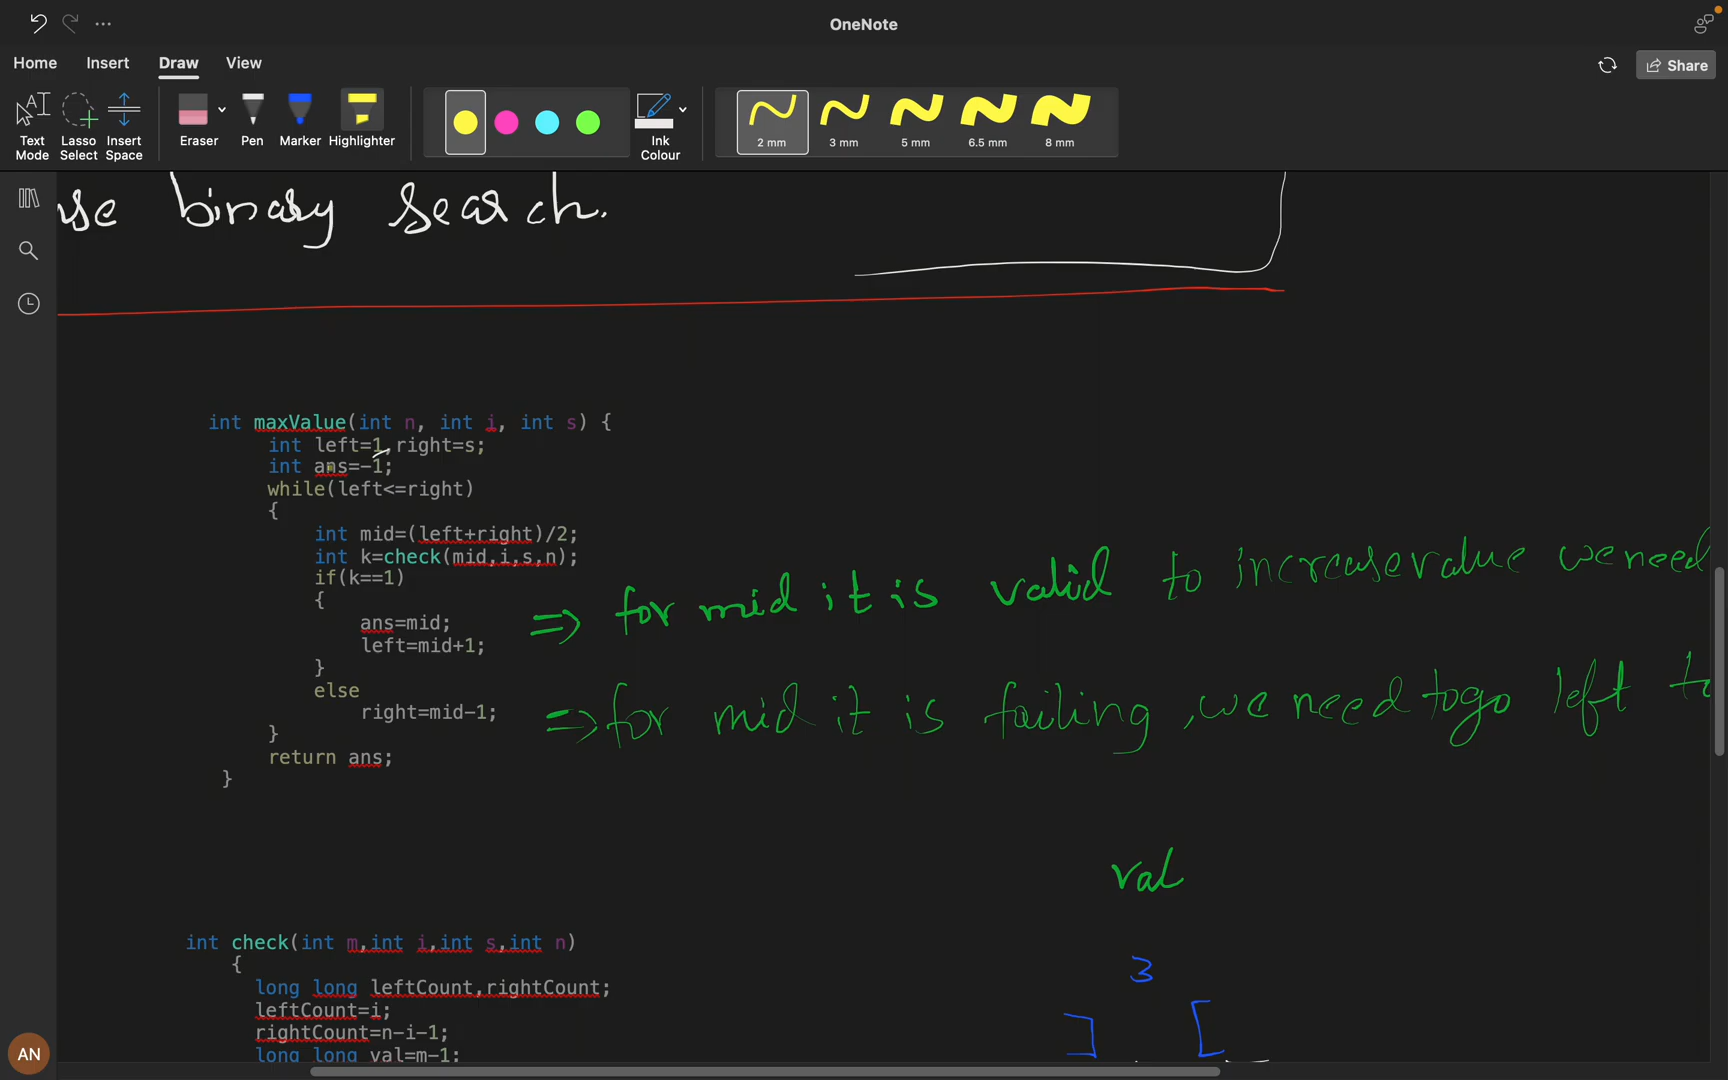 OneNote
Home Insert Draw View
Share
Text Mode
Lasso Select
Insert Space
Eraser
Pen
Marker
Highlighter
Ink Colour
2 mm
3 mm
5 mm
6.5 mm
8 mm
use binary search.
int maxValue(int n, int i, int s) {
int left=1,right=s;
int ans=-1;
while(left<=right)
{
int mid=(left+right)/2;
int k=check(mid,i,s,n);
if(k==1)
{
ans=mid;
left=mid+1;
}
else
right=mid-1;
}
return ans;
}
=> for mid it is valid to increase value we need
=> for mid it is failing, we need to go left to
val
3
] [
int check(int m,int i,int s,int n)
{
long long leftCount,rightCount;
leftCount=i;
rightCount=n-i-1;
long long val=m-1;
AN